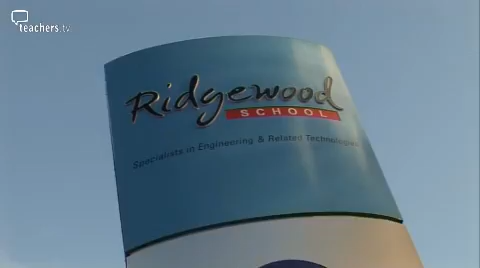 teachers.tv
Ridgewood
SCHOOL
Specialists in Engineering & Related Technologies